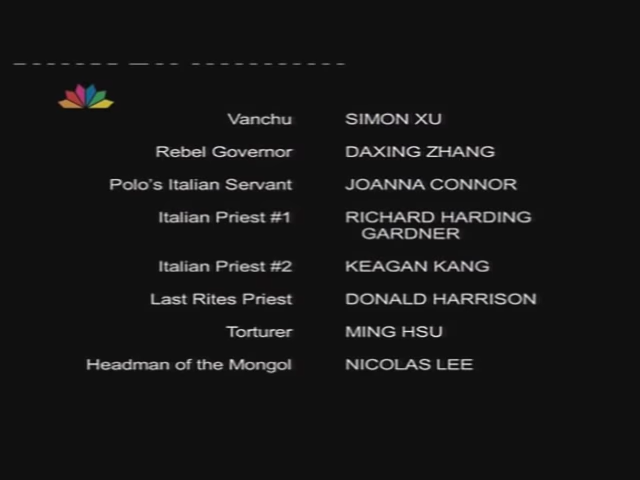 Vanchu SIMON XU
Rebel Governor DAXING ZHANG
Polo's Italian Servant JOANNA CONNOR
Italian Priest #1 RICHARD HARDING
GARDNER
Italian Priest #2 KEAGAN KANG
Last Rites Priest DONALD HARRISON
Torturer MING HSU
Headman of the Mongol NICOLAS LEE